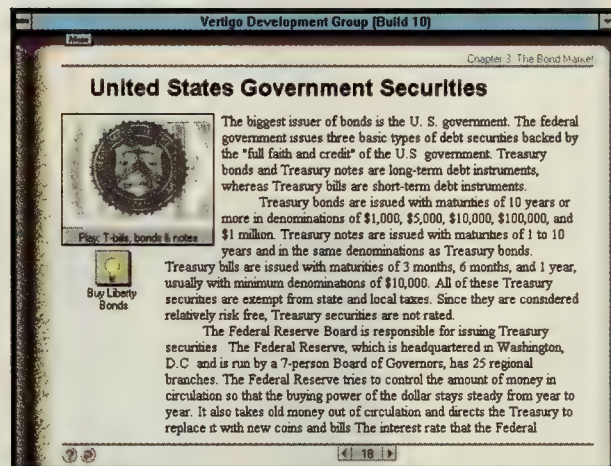 Vertigo Development Group (Build 10)
Chapter 3 The Bond Market
United States Government Securities
The biggest issuer of bonds is the U. S. government. The federal
government issues three basic types of debt securities backed by
the "full faith and credit" of the U.S government. Treasury
bonds and Treasury notes are long-term debt instruments,
whereas Treasury bills are short-term debt instruments.
Treasury bonds are issued with maturities of 10 years or
more in denominations of $1,000, $5,000, $10,000, $100,000, and
$1 million. Treasury notes are issued with maturities of 1 to 10
years and in the same denominations as Treasury bonds.
Play: T-bills, bonds & notes
Buy Liberty
Bonds
Treasury bills are issued with maturities of 3 months, 6 months, and 1 year,
usually with minimum denominations of $10,000. All of these Treasury
securities are exempt from state and local taxes. Since they are considered
relatively risk free, Treasury securities are not rated.
The Federal Reserve Board is responsible for issuing Treasury
securities The Federal Reserve, which is headquartered in Washington,
D.C and is run by a 7-person Board of Governors, has 25 regional
branches. The Federal Reserve tries to control the amount of money in
circulation so that the buying power of the dollar stays steady from year to
year. It also takes old money out of circulation and directs the Treasury to
replace it with new coins and bills The interest rate that the Federal
18